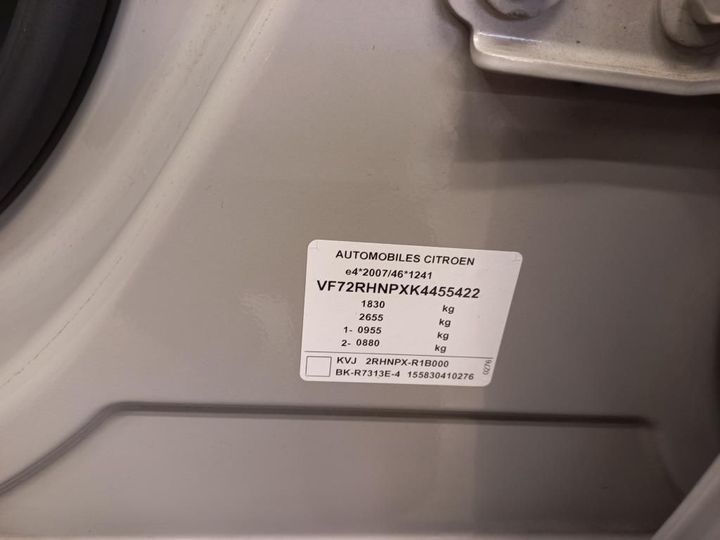 AUTOMOBILES CITROEN
e4*2007/46*1241
VF72RHNPXK4455422
1830 kg
2655 kg
1- 0955 kg
2- 0880 kg
KVJ 2RHNPX-R1B000
BK-R7313E-4 155830410276
0276